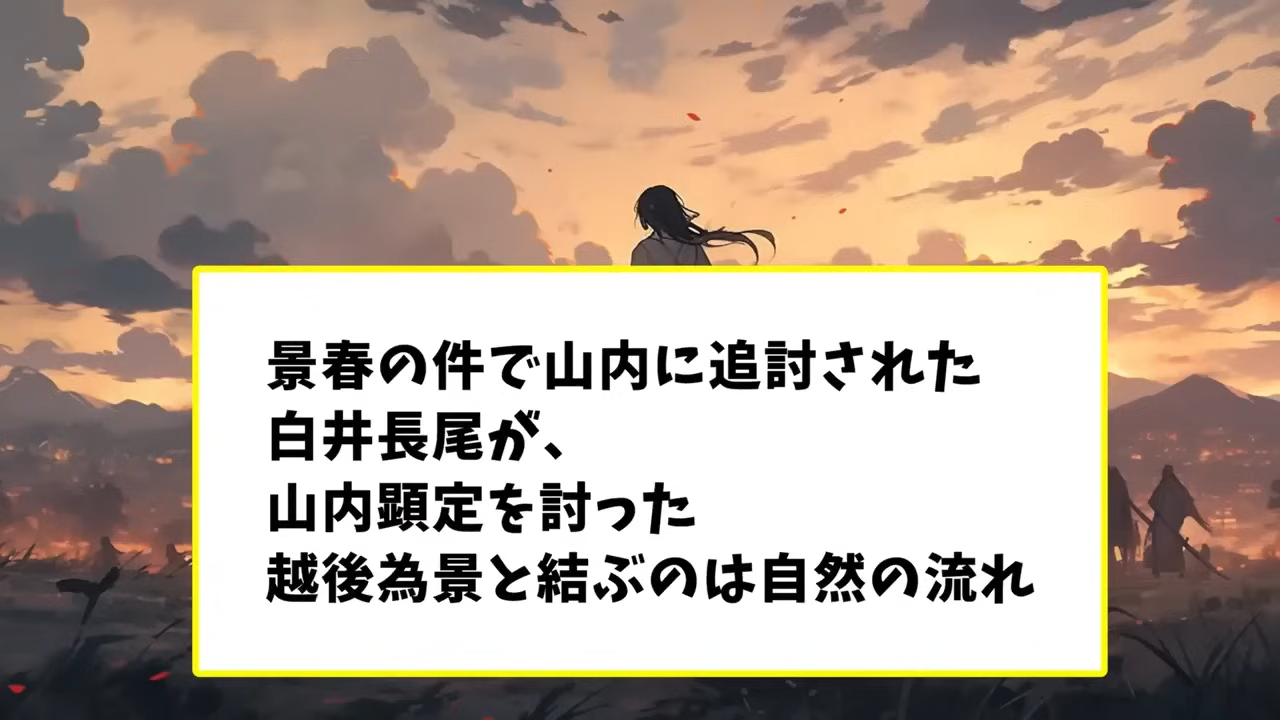 景春の件で山内に追討された
白井長尾が、
山内顕定を討った
越後為景と結ぶのは自然の流れ